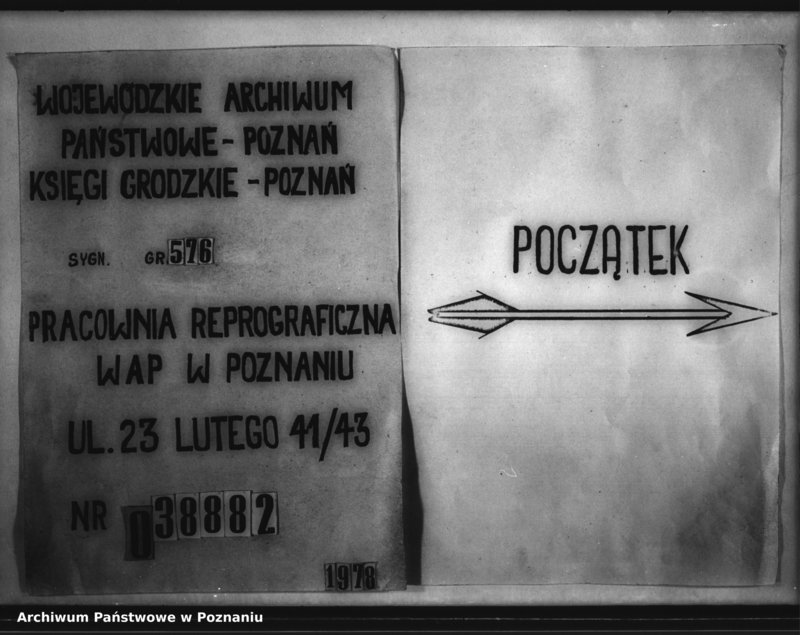 WOJEWÓDZKIE ARCHIWUM
PAŃSTWOWE - POZNAŃ
KSIĘGI GRODZKIE - POZNAŃ
SYGN. GR. 576
PRACOWNIA REPROGRAFICZNA
WAP W POZNANIU
UL. 23 LUTEGO 41/43
NR 038882
1978
POCZĄTEK
Archiwum Państwowe w Poznaniu